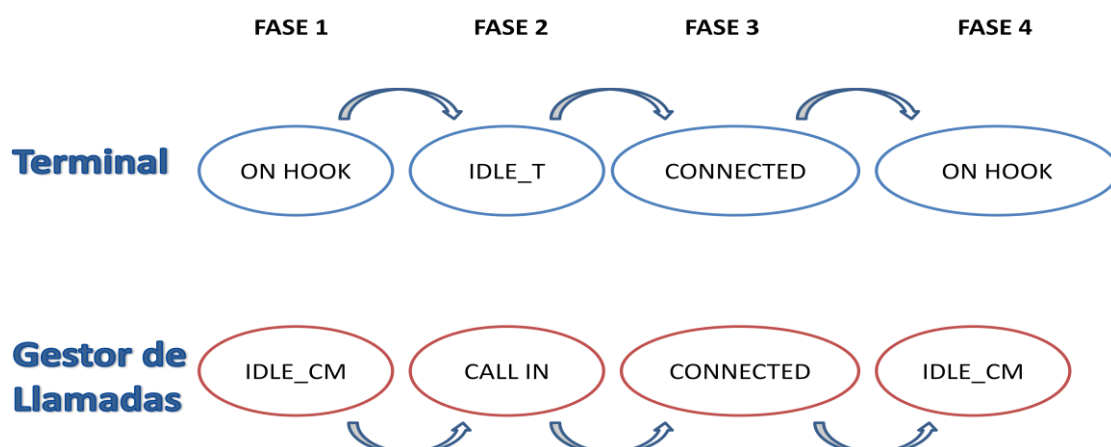 FASE 1 FASE 2 FASE 3 FASE 4
Terminal
ON HOOK IDLE_T CONNECTED ON HOOK
Gestor de
Llamadas
IDLE_CM CALL IN CONNECTED IDLE_CM